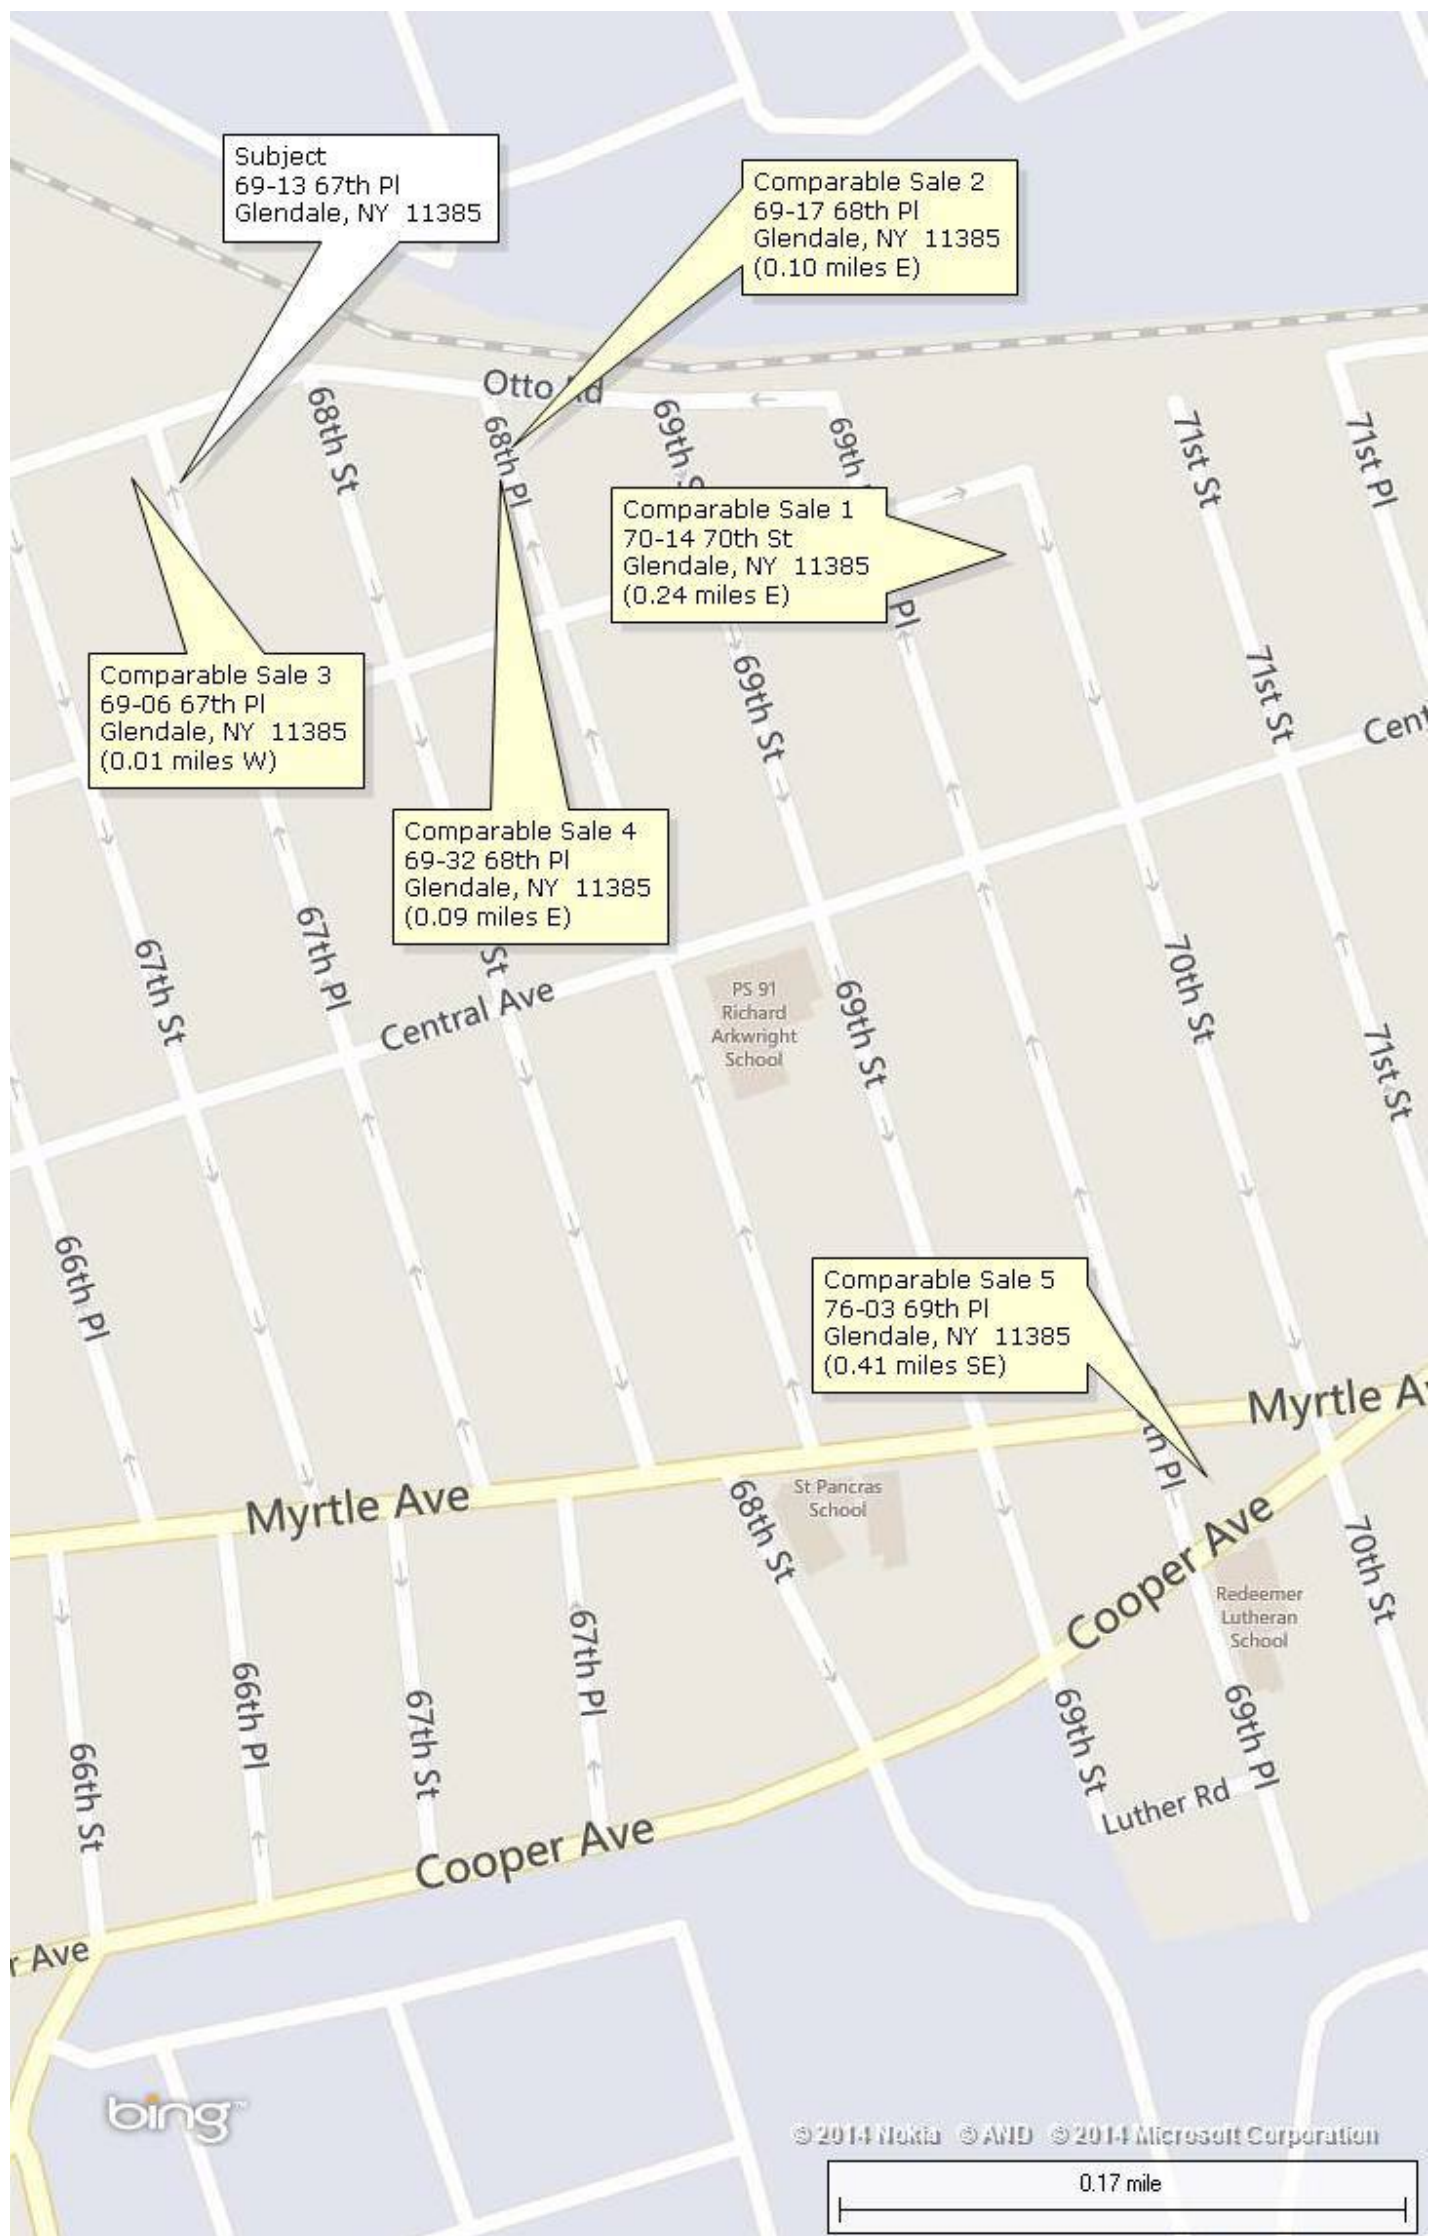 Subject
69-13 67th Pl
Glendale, NY 11385
Comparable Sale 2
69-17 68th Pl
Glendale, NY 11385
(0.10 miles E)
Otto Rd
68th St
68th Pl
69th
69th
71st St
71st Pl
Comparable Sale 1
70-14 70th St
Glendale, NY 11385
(0.24 miles E)
Pl
Comparable Sale 3
69-06 67th Pl
Glendale, NY 11385
(0.01 miles W)
69th St
71st St
Cent
Comparable Sale 4
69-32 68th Pl
Glendale, NY 11385
(0.09 miles E)
67th St
67th Pl
St
Central Ave
PS 91
Richard
Arkwright
School
69th St
70th St
71st St
66th Pl
Comparable Sale 5
76-03 69th Pl
Glendale, NY 11385
(0.41 miles SE)
Myrtle A
th Pl
Myrtle Ave
68th St
St Pancras
School
Cooper Ave
70th St
Redeemer
Lutheran
School
66th St
66th Pl
67th St
67th Pl
69th St
69th Pl
Luther Rd
Cooper Ave
r Ave
bing™
© 2014 Nokia © AND © 2014 Microsoft Corporation
0.17 mile